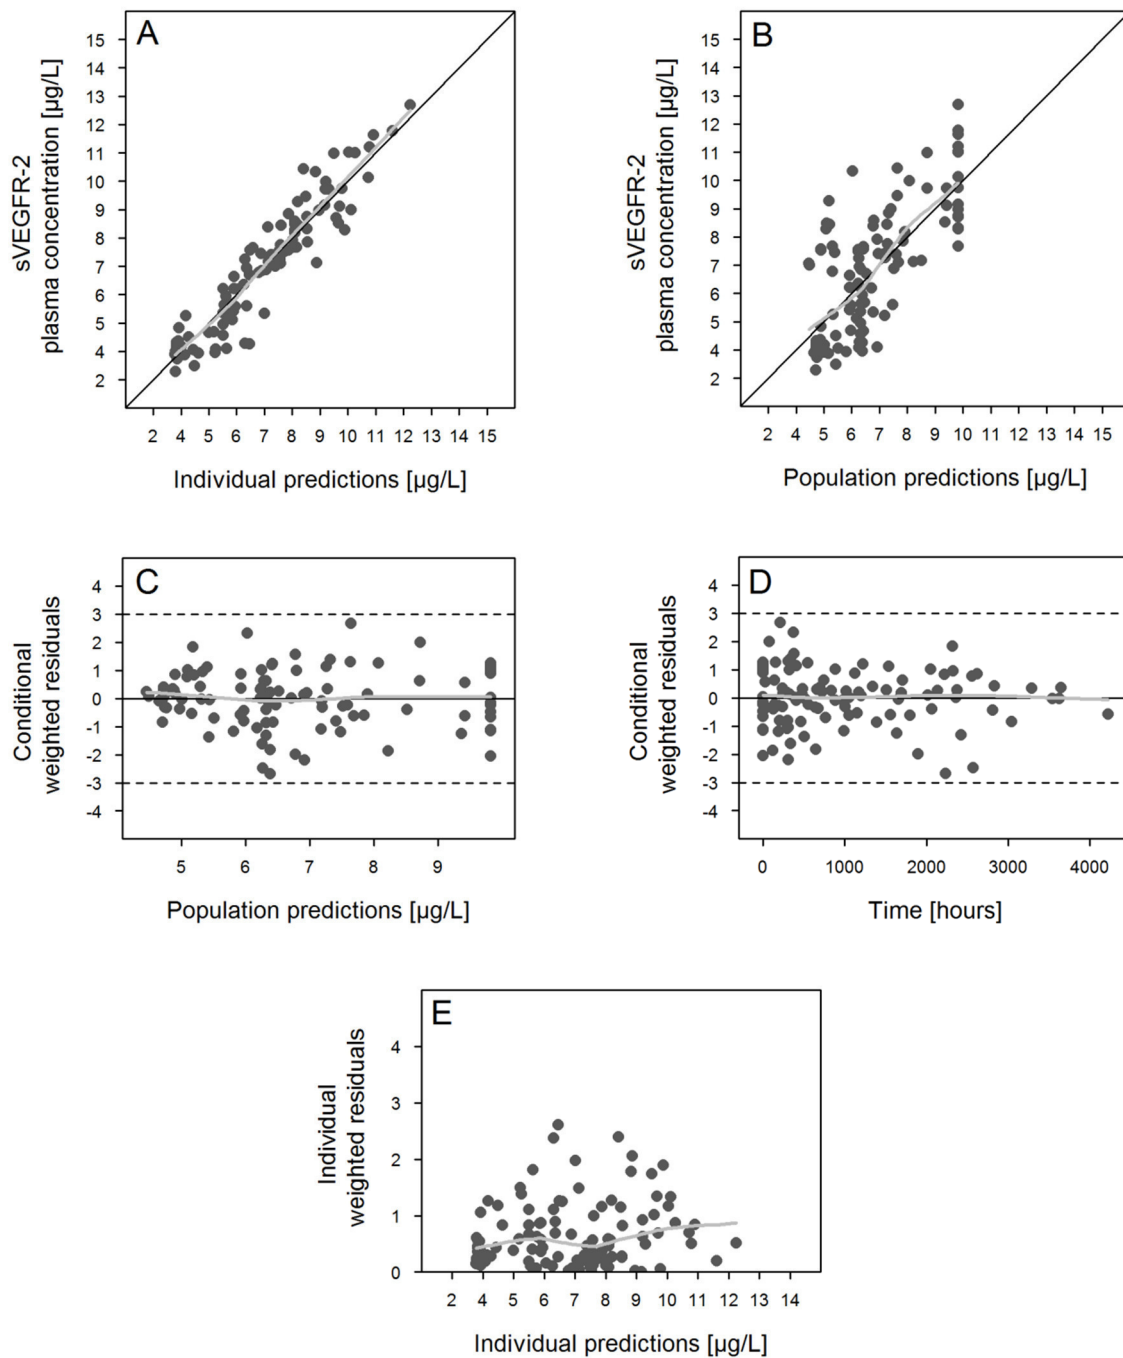 A
sVEGFR-2
plasma concentration [µg/L]
15
14
13
12
11
10
9
8
7
6
5
4
2
2 4 5 6 7 8 9 10 11 12 13 15
Individual predictions [µg/L]
B
sVEGFR-2
plasma concentration [µg/L]
15
14
13
12
11
10
9
8
7
6
5
4
2
2 4 5 6 7 8 9 10 11 12 13 15
Population predictions [µg/L]
C
Conditional
weighted residuals
4
3
2
1
0
-1
-2
-3
-4
5 6 7 8 9
Population predictions [µg/L]
D
Conditional
weighted residuals
4
3
2
1
0
-1
-2
-3
-4
0 1000 2000 3000 4000
Time [hours]
E
Individual
weighted residuals
4
3
2
1
0
2 4 5 6 7 8 9 10 11 12 13 14
Individual predictions [µg/L]